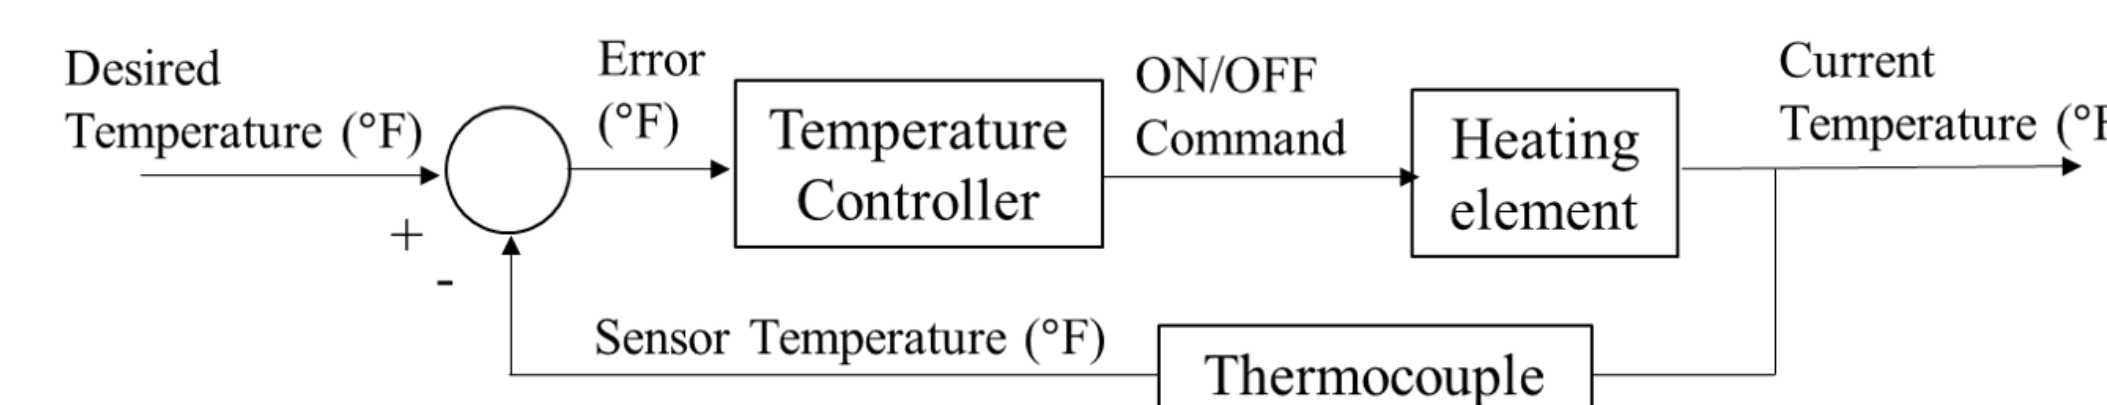 Desired
Temperature (°F)
Error
(°F)
Temperature
Controller
ON/OFF
Command
Heating
element
Current
Temperature (°F
+
-
Sensor Temperature (°F)
Thermocouple